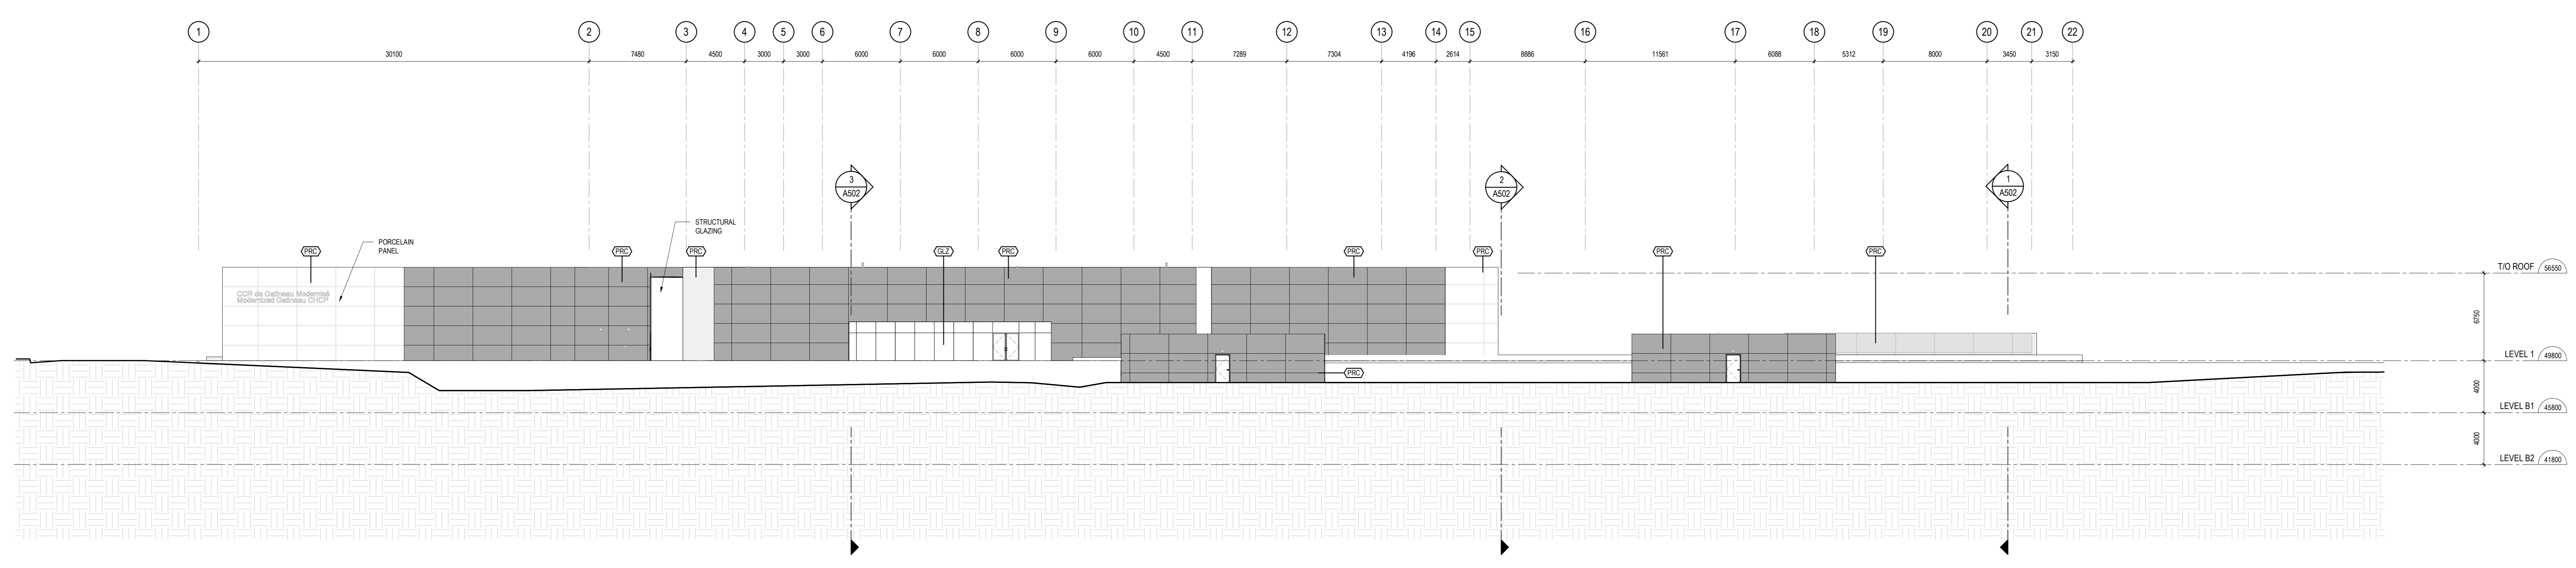 1 2 3 4 5 6 7 8 9 10 11 12 13 14 15 16 17 18 19 20 21 22
30100 7480 4500 3000 3000 6000 6000 6000 6000 4500 7289 7304 4196 2614 8886 11561 6088 5312 8000 3450 3150
3
A502
2
A502
1
A502
STRUCTURAL
GLAZING
PORCELAIN
PANEL
PRC PRC PRC GLZ PRC PRC PRC PRC PRC
CCR de Gatineau Modernisé
Modernized Gatineau CHCP
PRC
T/O ROOF 56550
6750
LEVEL 1 49800
4000
LEVEL B1 45800
4000
LEVEL B2 41800